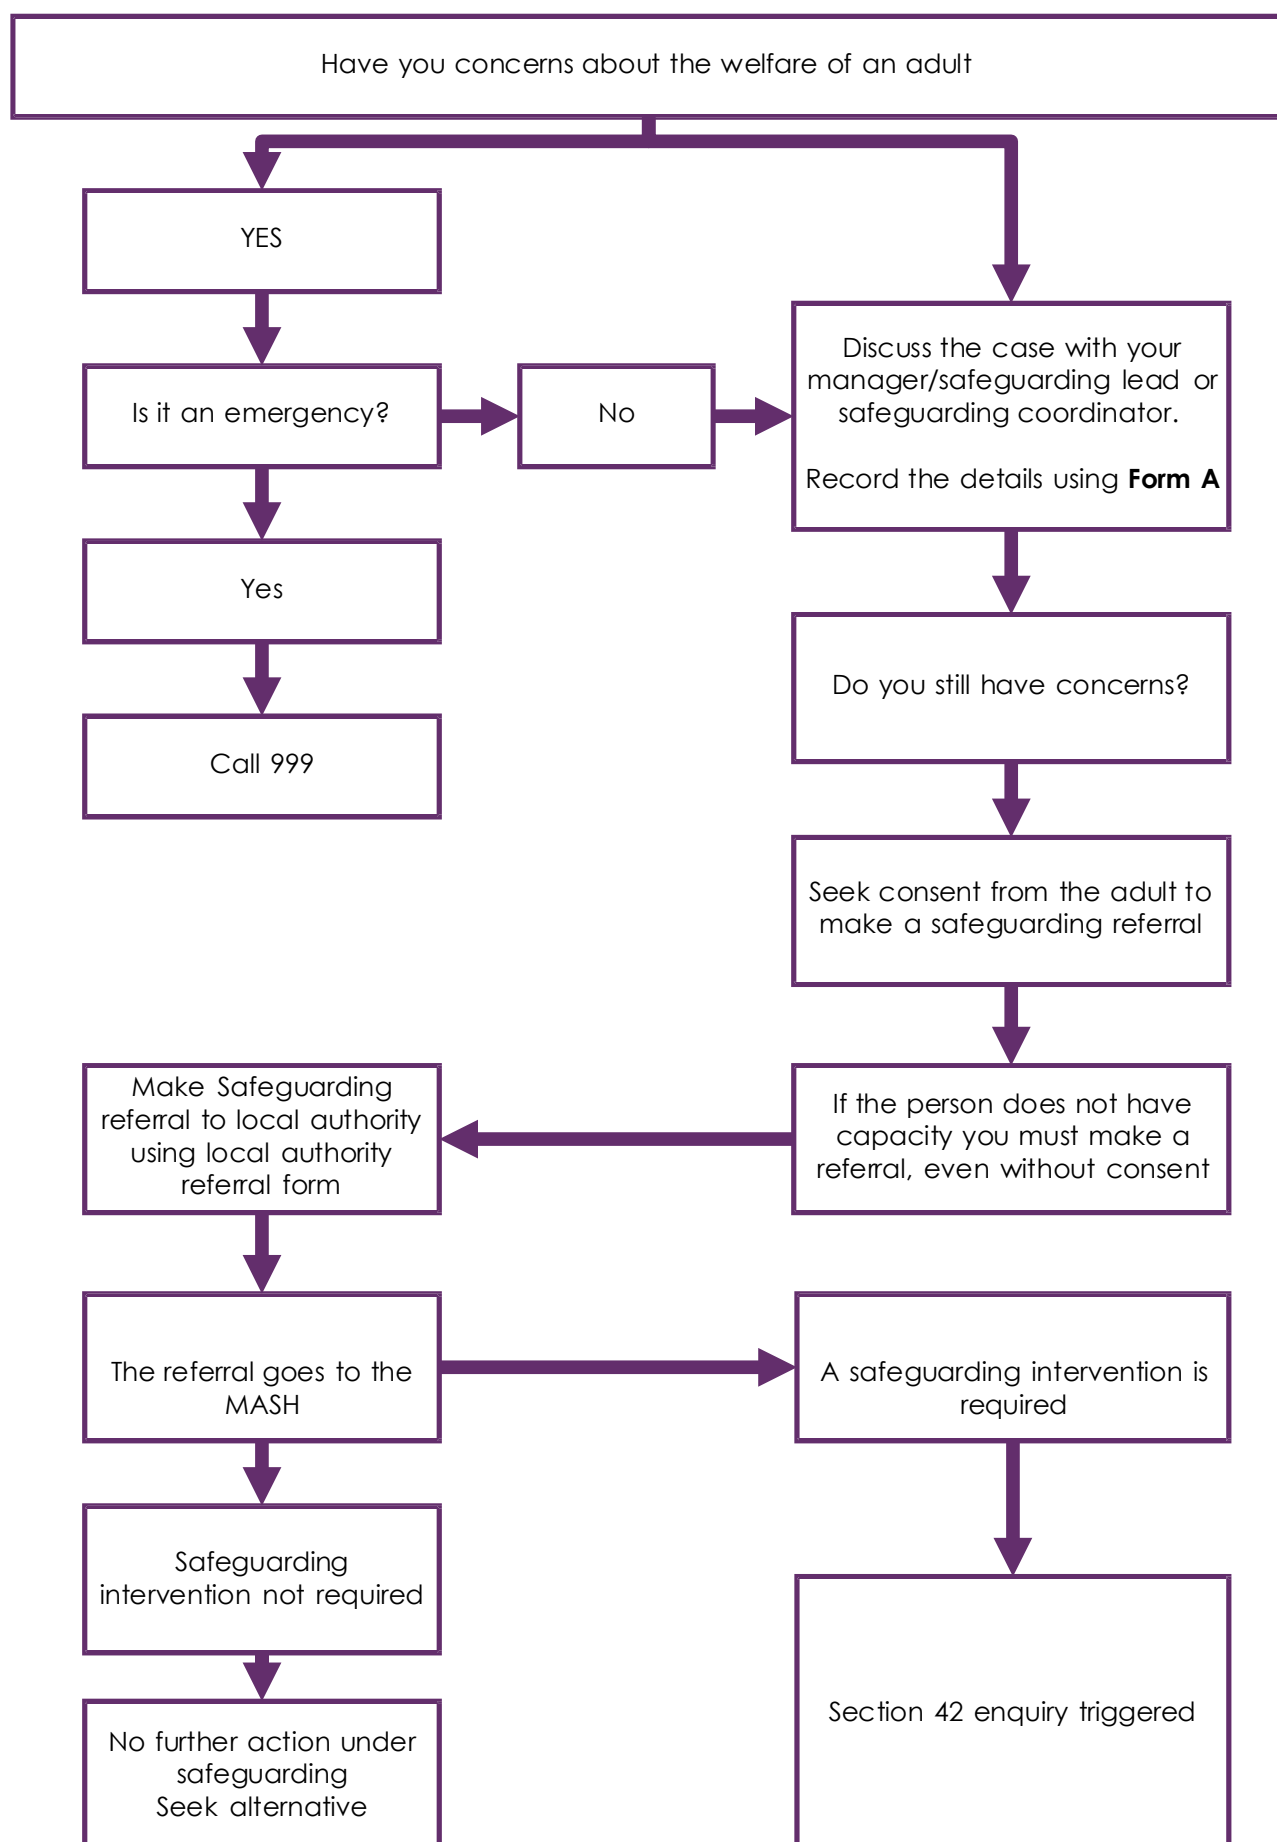 Have you concerns about the welfare of an adult
YES
Is it an emergency?
No
Discuss the case with your
manager/safeguarding lead or
safeguarding coordinator.
Record the details using Form A
Yes
Call 999
Do you still have concerns?
Seek consent from the adult to
make a safeguarding referral
If the person does not have
capacity you must make a
referral, even without consent
Make Safeguarding
referral to local authority
using local authority
referral form
The referral goes to the
MASH
A safeguarding intervention is
required
Safeguarding
intervention not required
Section 42 enquiry triggered
No further action under
safeguarding
Seek alternative